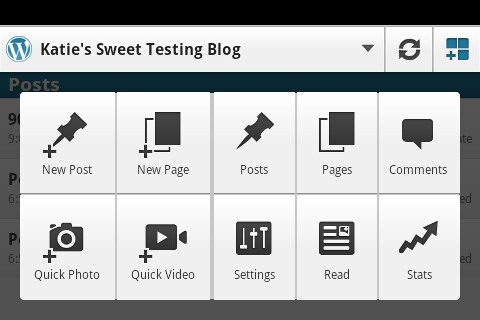 Katie's Sweet Testing Blog
Posts
New Post
New Page
Posts
Pages
Comments
Quick Photo
Quick Video
Settings
Read
Stats